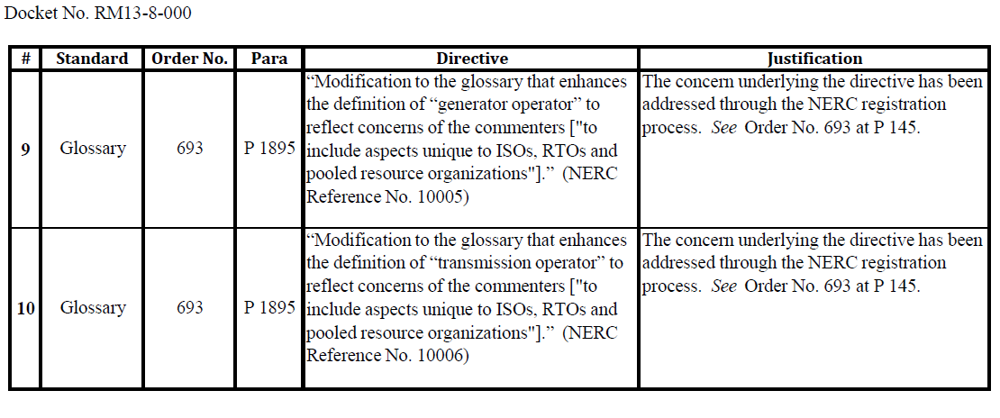 Docket No. RM13-8-000
# Standard Order No. Para Directive Justification
9 Glossary 693 P 1895
“Modification to the glossary that enhances
the definition of “generator operator” to
reflect concerns of the commenters ["to
include aspects unique to ISOs, RTOs and
pooled resource organizations"].” (NERC
Reference No. 10005)
The concern underlying the directive has been
addressed through the NERC registration
process. See Order No. 693 at P 145.
10 Glossary 693 P 1895
“Modification to the glossary that enhances
the definition of “transmission operator” to
reflect concerns of the commenters ["to
include aspects unique to ISOs, RTOs and
pooled resource organizations"].” (NERC
Reference No. 10006)
The concern underlying the directive has been
addressed through the NERC registration
process. See Order No. 693 at P 145.